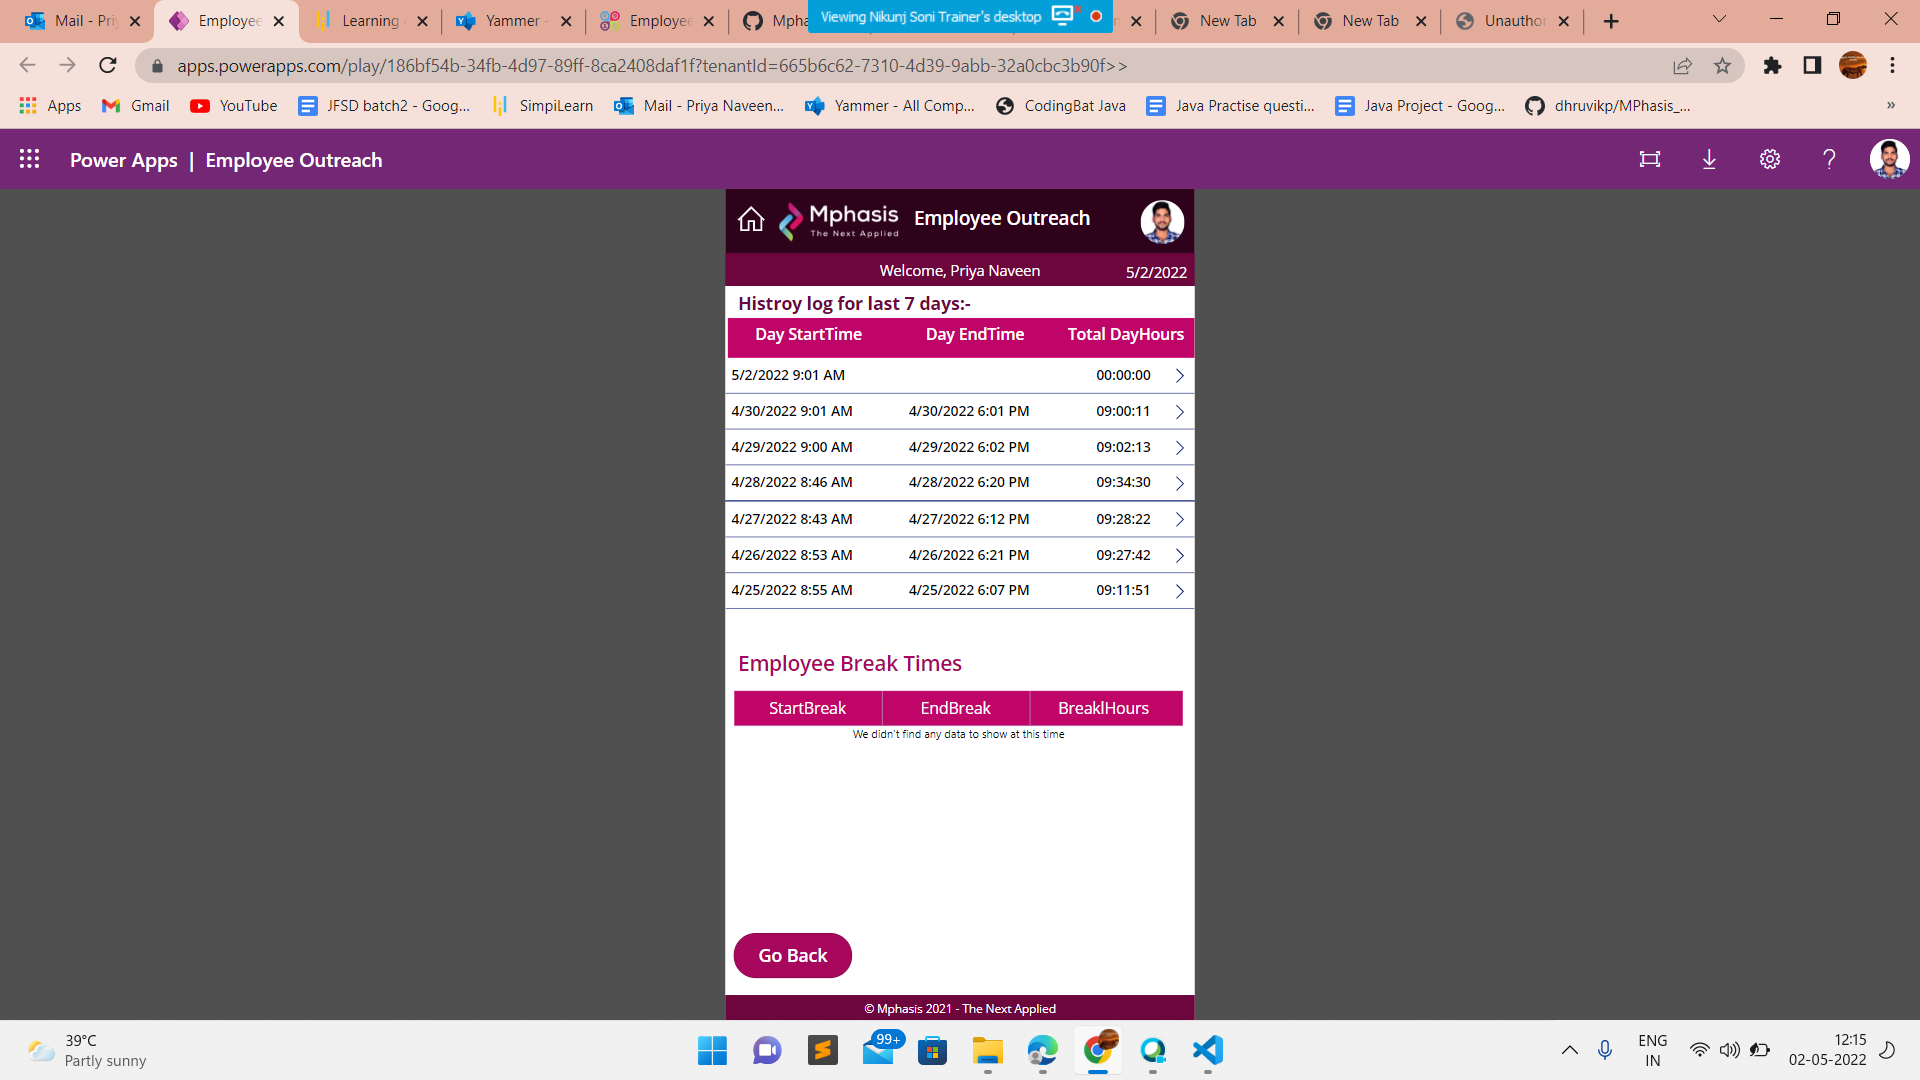 Mail - Priy
Employee
Learning
Yammer -
Employee
Mpha
Viewing Nikunj Soni Trainer's desktop
New Tab
New Tab
Unauthor
apps.powerapps.com/play/186bf54b-34fb-4d97-89ff-8ca2408daf1f?tenantId=665b6c62-7310-4d39-9abb-32a0cbc3b90f>>
Apps
Gmail
YouTube
JFSD batch2 - Goog...
SimpiLearn
Mail - Priya Naveen...
Yammer - All Comp...
CodingBat Java
Java Practise questi...
Java Project - Goog...
dhruvikp/MPhasis_...
»
Power Apps | Employee Outreach
Mphasis
The Next Applied
Employee Outreach
Welcome, Priya Naveen
5/2/2022
Histroy log for last 7 days:-
Day StartTime Day EndTime Total DayHours
5/2/2022 9:01 AM 00:00:00
4/30/2022 9:01 AM 4/30/2022 6:01 PM 09:00:11
4/29/2022 9:00 AM 4/29/2022 6:02 PM 09:02:13
4/28/2022 8:46 AM 4/28/2022 6:20 PM 09:34:30
4/27/2022 8:43 AM 4/27/2022 6:12 PM 09:28:22
4/26/2022 8:53 AM 4/26/2022 6:21 PM 09:27:42
4/25/2022 8:55 AM 4/25/2022 6:07 PM 09:11:51
Employee Break Times
StartBreak EndBreak BreaklHours
We didn't find any data to show at this time
Go Back
© Mphasis 2021 - The Next Applied
39°C
Partly sunny
99+
ENG
IN
12:15
02-05-2022